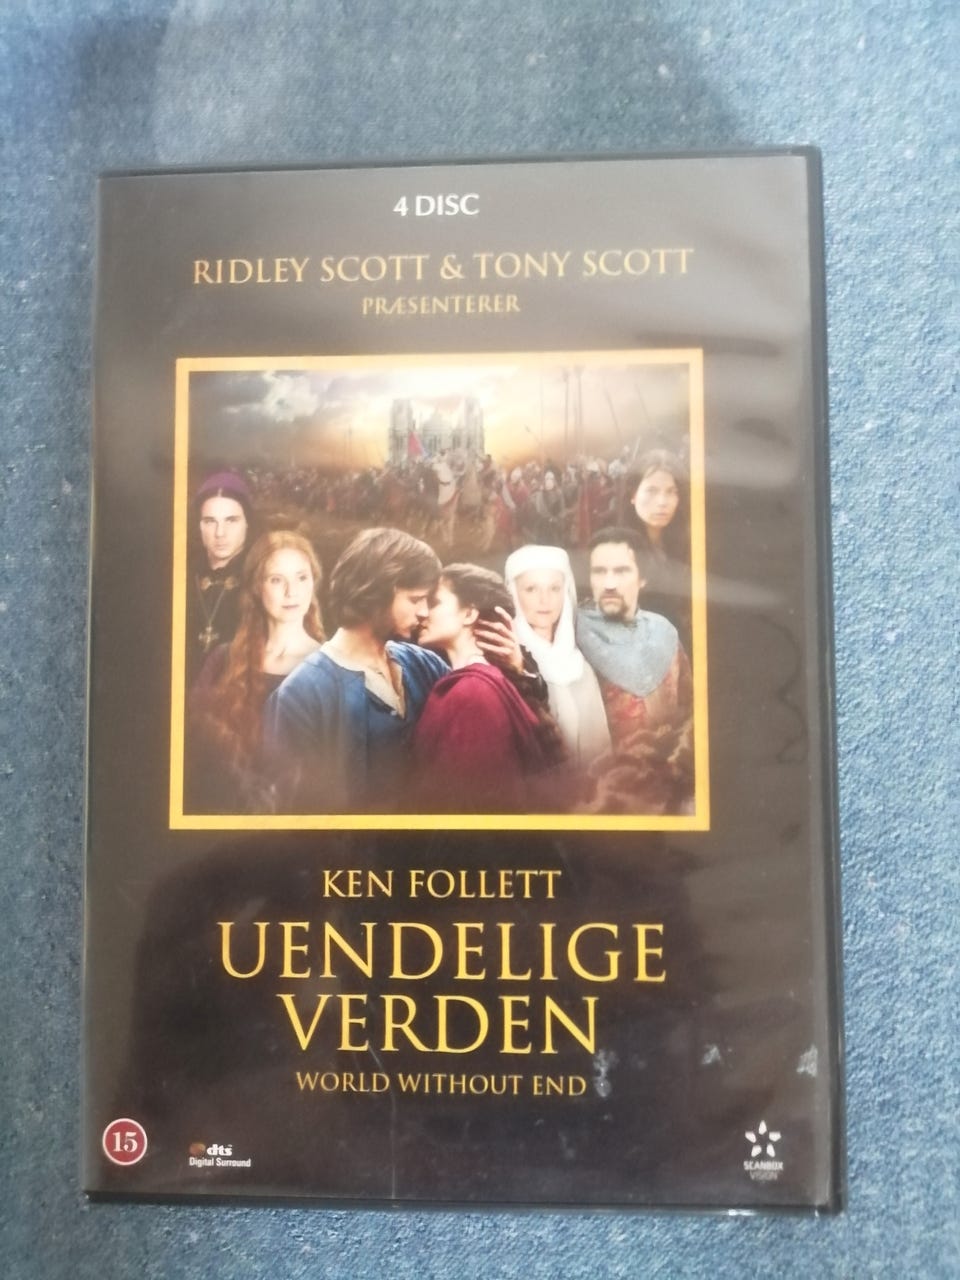 4 DISC
RIDLEY SCOTT & TONY SCOTT
PRÆSENTERER
KEN FOLLETT
UENDELIGE
VERDEN
WORLD WITHOUT END
15
dts
Digital Surround
SCANBOX
VISION